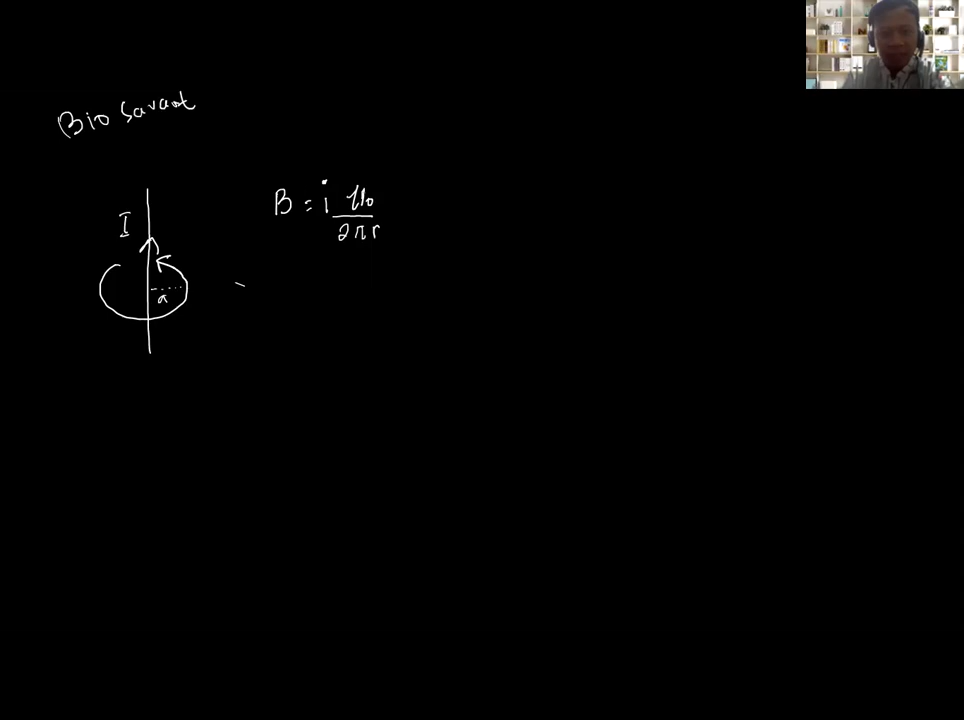 Bio Savart
I
B = i μ₀ / 2πr
a